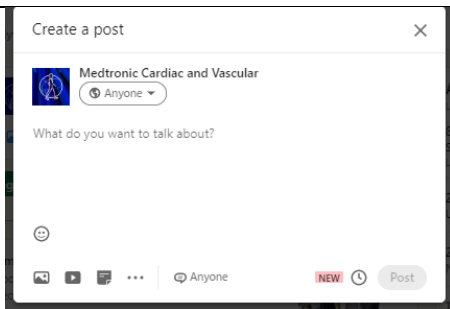 Create a post
Medtronic Cardiac and Vascular
Anyone
What do you want to talk about?
Anyone
NEW
Post